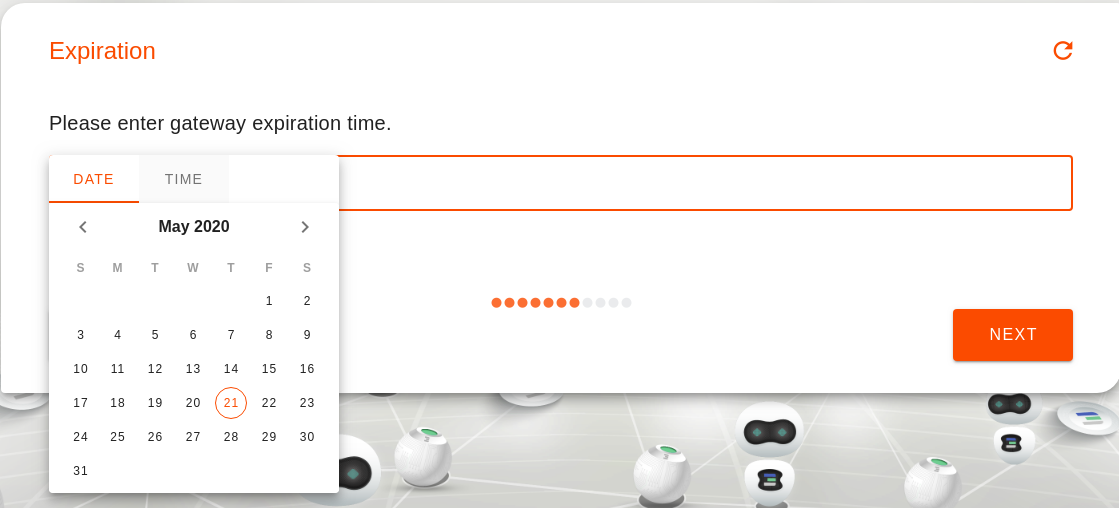 Expiration
Please enter gateway expiration time.
DATE TIME
May 2020
S M T W T F S
1 2
3 4 5 6 7 8 9
10 11 12 13 14 15 16
17 18 19 20 21 22 23
24 25 26 27 28 29 30
31
NEXT